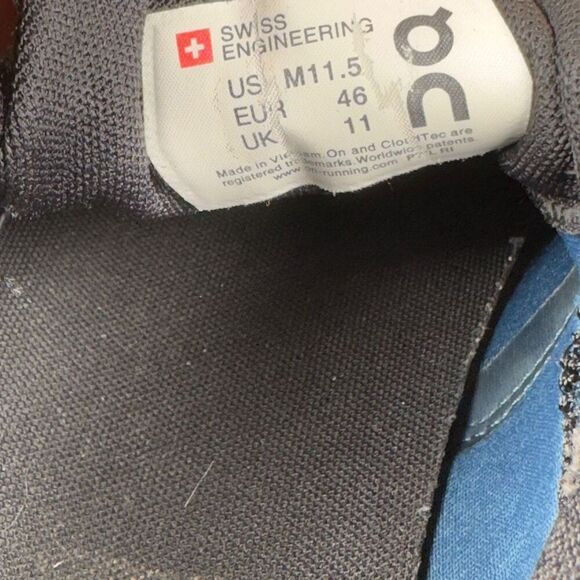 SWISS
ENGINEERING
US M11.5
EUR 46
UK 11
Made in Vietnam. On and CloudTec are
registered trademarks. Worldwide patents.
www.on-running.com